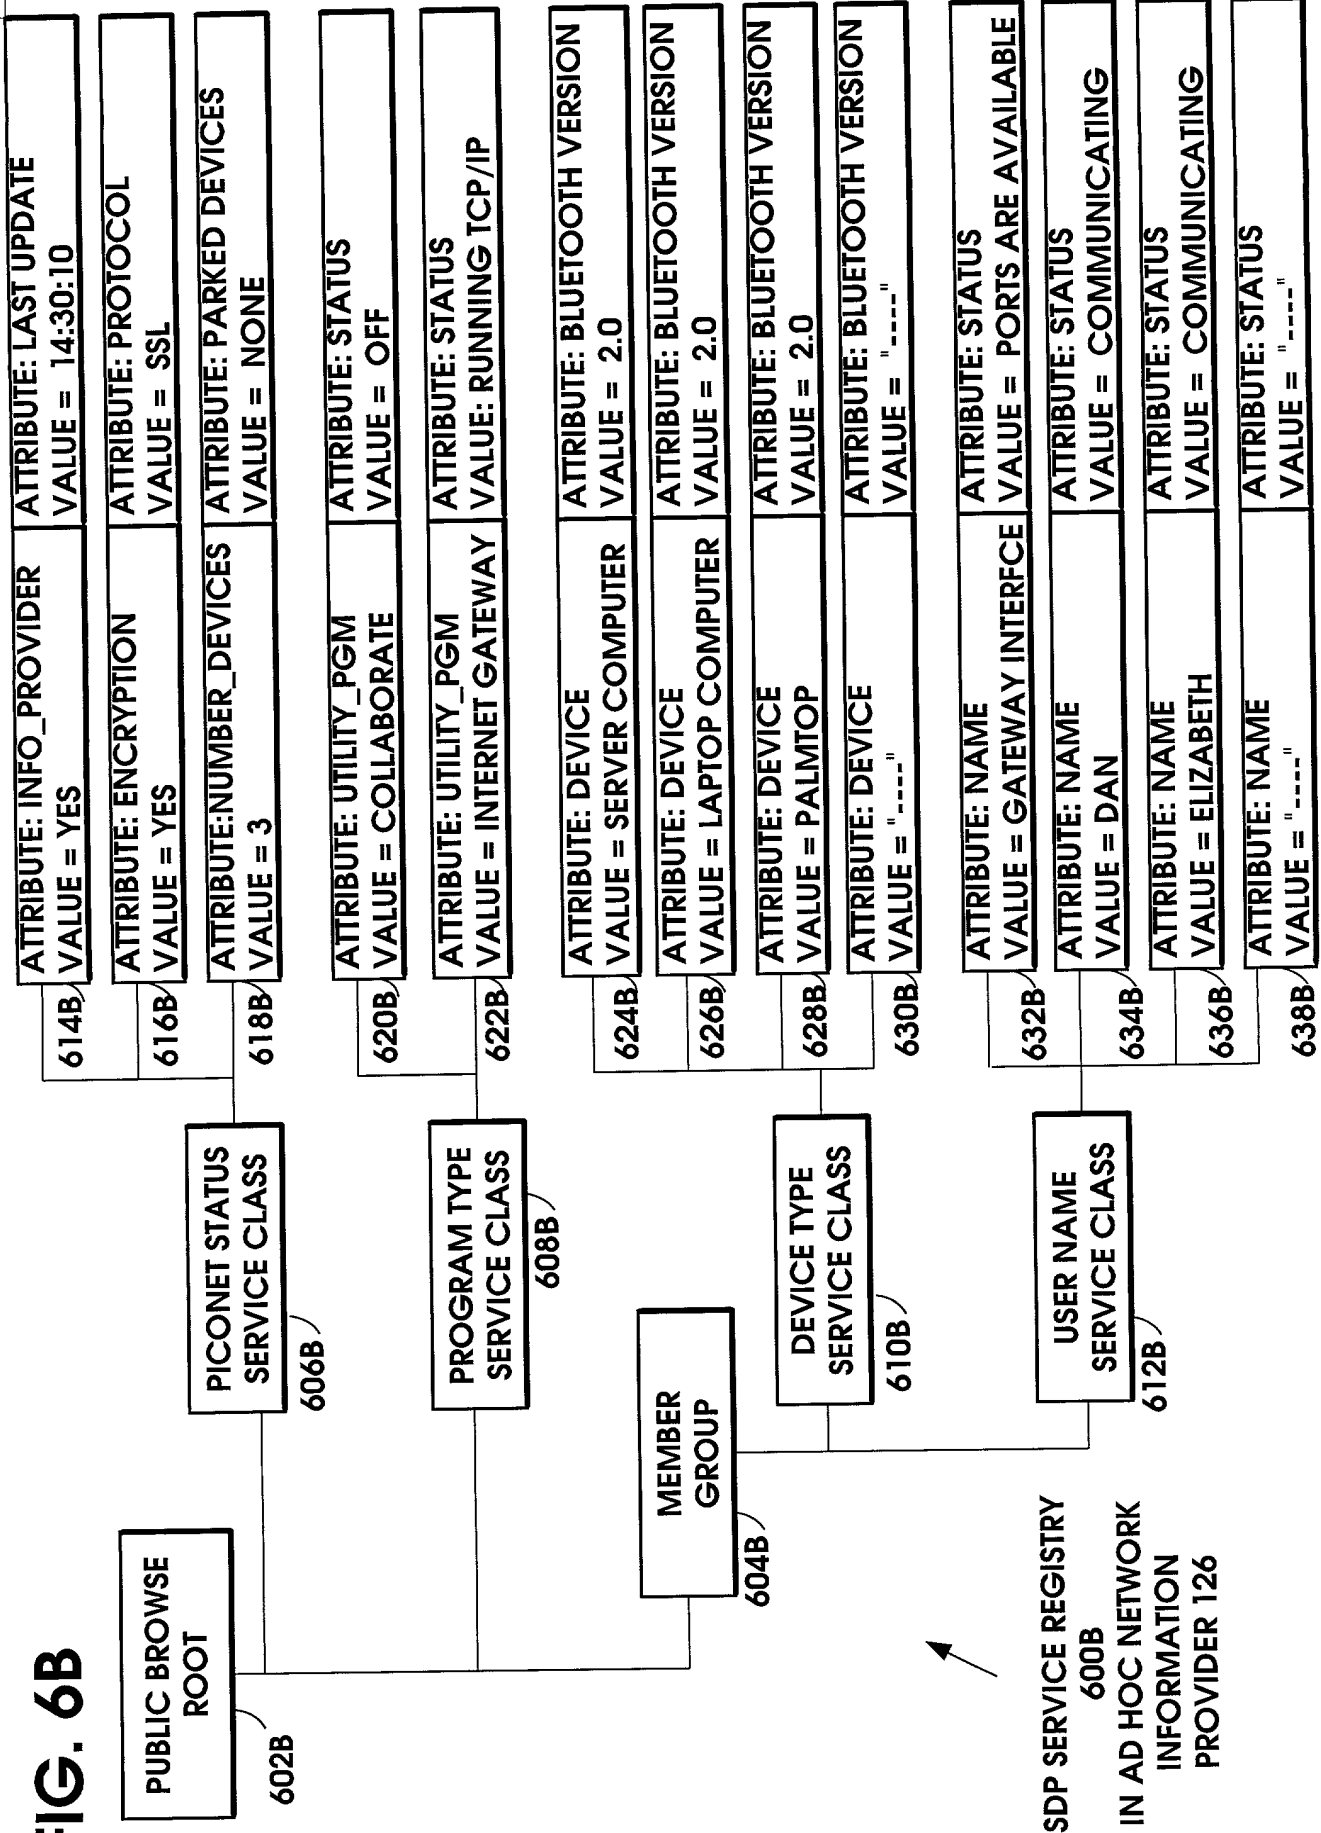 FIG. 6B
PUBLIC BROWSE
ROOT
602B
PICONET STATUS
SERVICE CLASS
606B
PROGRAM TYPE
SERVICE CLASS
608B
MEMBER
GROUP
604B
DEVICE TYPE
SERVICE CLASS
610B
USER NAME
SERVICE CLASS
612B
614B
ATTRIBUTE: INFO_PROVIDER
VALUE = YES
ATTRIBUTE: LAST UPDATE
VALUE = 14:30:10
616B
ATTRIBUTE: ENCRYPTION
VALUE = YES
ATTRIBUTE: PROTOCOL
VALUE = SSL
618B
ATTRIBUTE:NUMBER_DEVICES
VALUE = 3
ATTRIBUTE: PARKED DEVICES
VALUE = NONE
620B
ATTRIBUTE: UTILITY_PGM
VALUE = COLLABORATE
ATTRIBUTE: STATUS
VALUE = OFF
622B
ATTRIBUTE: UTILITY_PGM
VALUE = INTERNET GATEWAY
ATTRIBUTE: STATUS
VALUE: RUNNING TCP/IP
624B
ATTRIBUTE: DEVICE
VALUE = SERVER COMPUTER
ATTRIBUTE: BLUETOOTH VERSION
VALUE = 2.0
626B
ATTRIBUTE: DEVICE
VALUE = LAPTOP COMPUTER
ATTRIBUTE: BLUETOOTH VERSION
VALUE = 2.0
628B
ATTRIBUTE: DEVICE
VALUE = PALMTOP
ATTRIBUTE: BLUETOOTH VERSION
VALUE = 2.0
630B
ATTRIBUTE: DEVICE
VALUE = "----"
ATTRIBUTE: BLUETOOTH VERSION
VALUE = "----"
632B
ATTRIBUTE: NAME
VALUE = GATEWAY INTERFCE
ATTRIBUTE: STATUS
VALUE = PORTS ARE AVAILABLE
634B
ATTRIBUTE: NAME
VALUE = DAN
ATTRIBUTE: STATUS
VALUE = COMMUNICATING
636B
ATTRIBUTE: NAME
VALUE = ELIZABETH
ATTRIBUTE: STATUS
VALUE = COMMUNICATING
638B
ATTRIBUTE: NAME
VALUE = "----"
ATTRIBUTE: STATUS
VALUE = "----"
SDP SERVICE REGISTRY
600B
IN AD HOC NETWORK
INFORMATION
PROVIDER 126